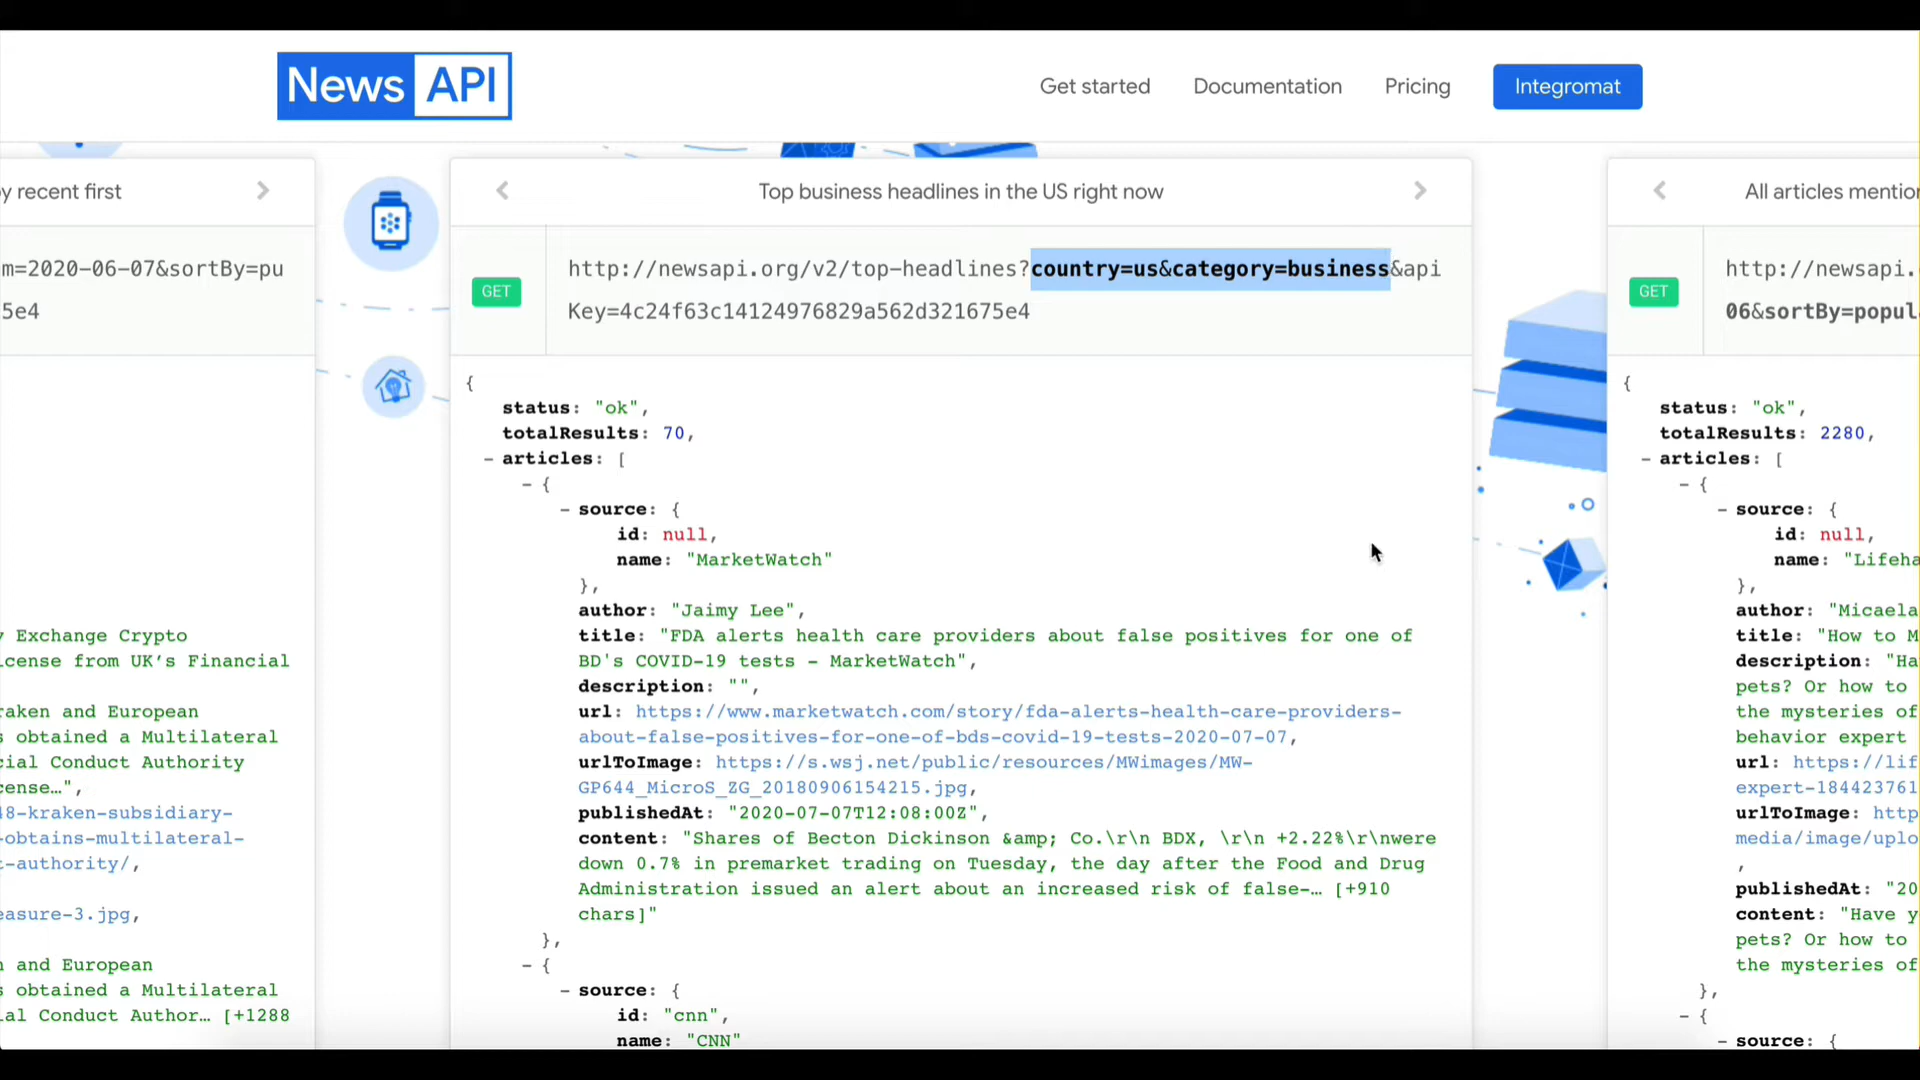 News API
Get started
Documentation
Pricing
Integromat
y recent first
m=2020-06-07&sortBy=pu
5e4
y Exchange Crypto
icense from UK's Financial
raken and European
s obtained a Multilateral
cial Conduct Authority
cense…",
48-kraken-subsidiary-
-obtains-multilateral-
t-authority/,
easure-3.jpg,
n and European
s obtained a Multilateral
ial Conduct Author… [+1288
Top business headlines in the US right now
GET
http://newsapi.org/v2/top-headlines?country=us&category=business&api
Key=4c24f63c14124976829a562d321675e4
{
status: "ok",
totalResults: 70,
– articles: [
– {
– source: {
id: null,
name: "MarketWatch"
},
author: "Jaimy Lee",
title: "FDA alerts health care providers about false positives for one of
BD's COVID-19 tests – MarketWatch",
description: "",
url: https://www.marketwatch.com/story/fda-alerts-health-care-providers-
about-false-positives-for-one-of-bds-covid-19-tests-2020-07-07,
urlToImage: https://s.wsj.net/public/resources/MWimages/MW-
GP644_MicroS_ZG_20180906154215.jpg,
publishedAt: "2020-07-07T12:08:00Z",
content: "Shares of Becton Dickinson &amp; Co.\r\n BDX, \r\n +2.22%\r\nwere
down 0.7% in premarket trading on Tuesday, the day after the Food and Drug
Administration issued an alert about an increased risk of false-… [+910
chars]"
},
– {
– source: {
id: "cnn",
name: "CNN"
All articles mention
GET
http://newsapi.
06&sortBy=popul
{
status: "ok",
totalResults: 2280,
– articles: [
– {
– source: {
id: null,
name: "Lifeha
},
author: "Micaela
title: "How to M
description: "Ha
pets? Or how to
the mysteries of
behavior expert
url: https://lif
expert-184423761
urlToImage: http
media/image/uplo
,
publishedAt: "20
content: "Have y
pets? Or how to
the mysteries of
},
– {
– source: {